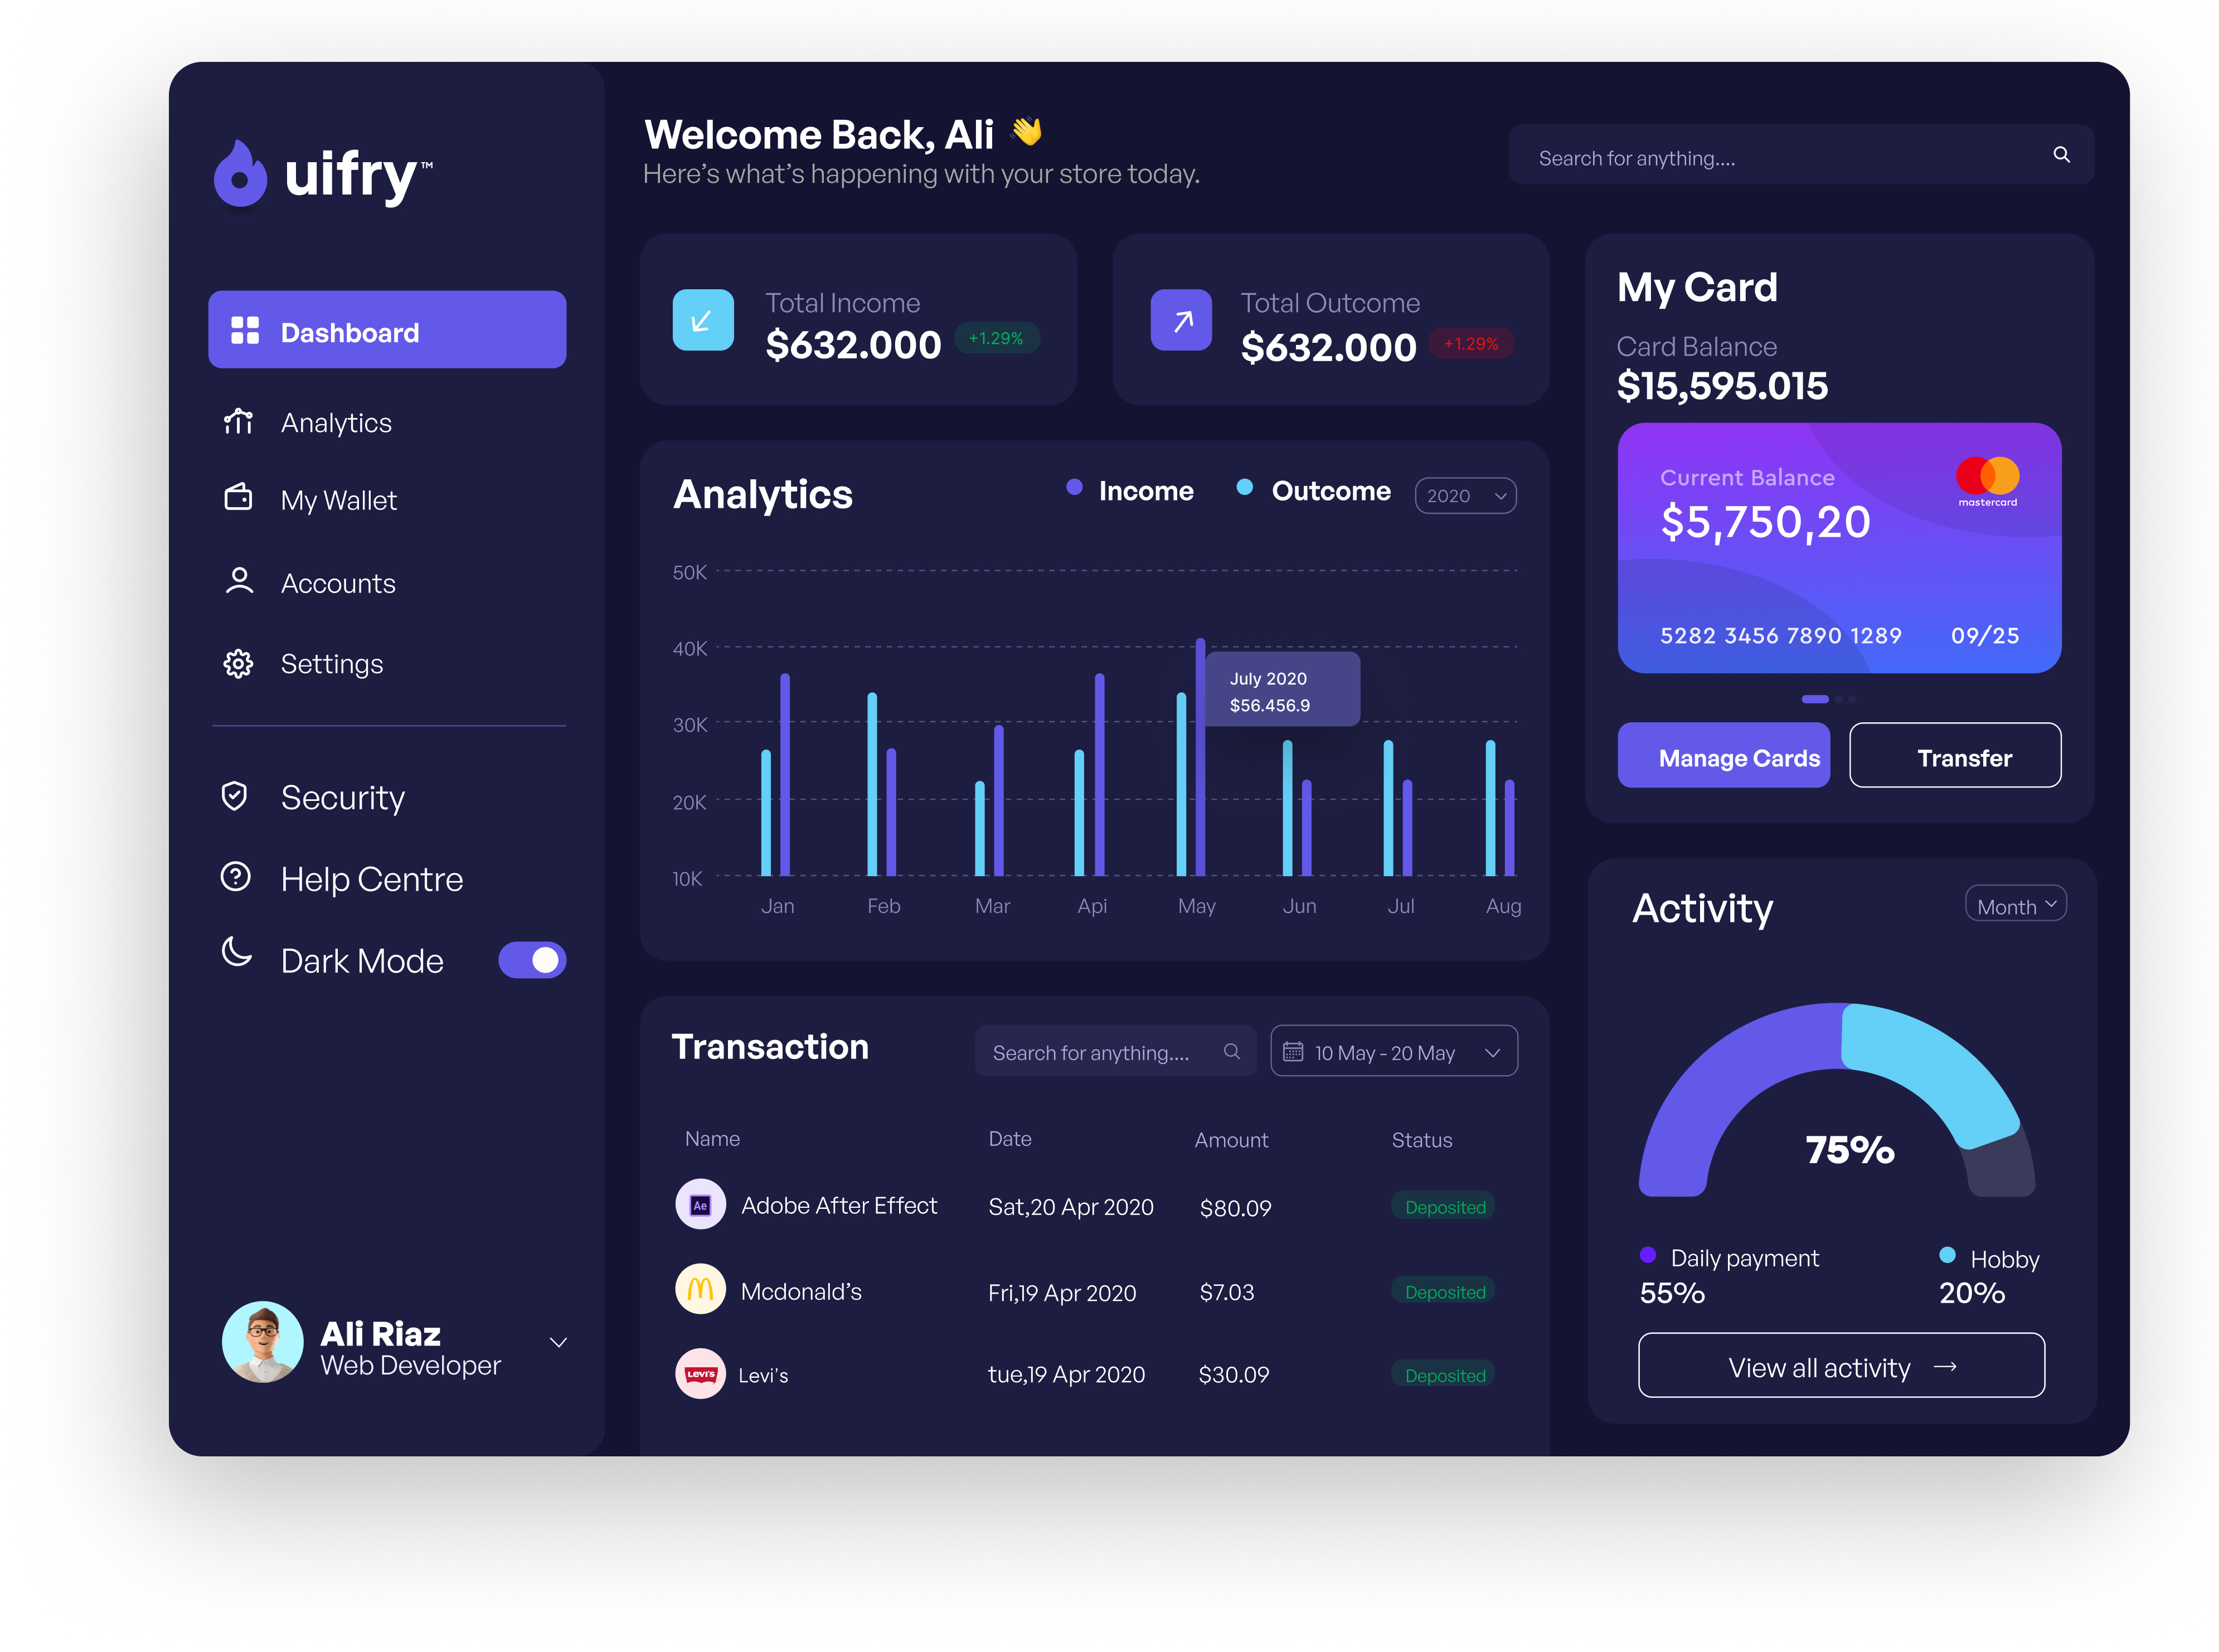 uifry™
Dashboard
Analytics
My Wallet
Accounts
Settings
Security
Help Centre
Dark Mode
Ali Riaz
Web Developer
Welcome Back, Ali 👋
Here’s what’s happening with your store today.
Search for anything....
Total Income
$632.000
+1.29%
Total Outcome
$632.000
+1.29%
Analytics
Income
Outcome
2020
50K
40K
30K
20K
10K
July 2020
$56.456.9
Jan Feb Mar Api May Jun Jul Aug
Transaction
Search for anything....
10 May - 20 May
Name Date Amount Status
Ae Adobe After Effect Sat,20 Apr 2020 $80.09 Deposited
Mcdonald’s Fri,19 Apr 2020 $7.03 Deposited
Levi's Levi's tue,19 Apr 2020 $30.09 Deposited
My Card
Card Balance
$15,595.015
Current Balance
$5,750,20
mastercard
5282 3456 7890 1289 09/25
Manage Cards
Transfer
Activity
Month
75%
Daily payment
55%
Hobby
20%
View all activity